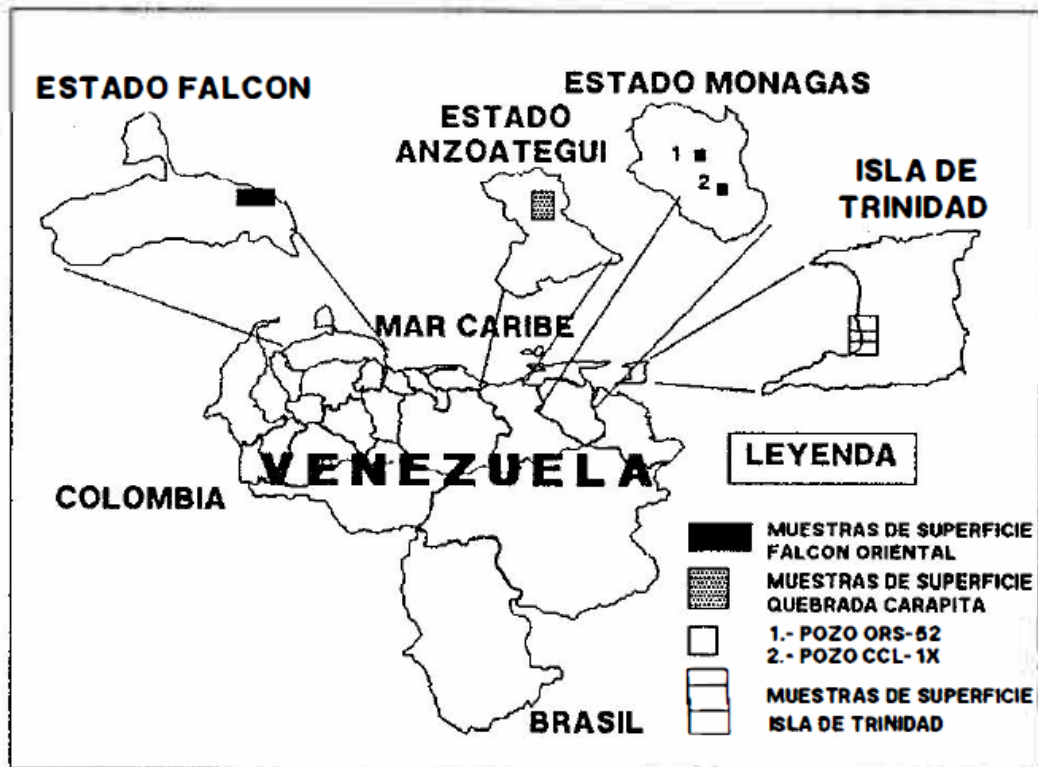 ESTADO FALCON
ESTADO
ANZOATEGUI
ESTADO MONAGAS
1
2
ISLA DE
TRINIDAD
MAR CARIBE
VENEZUELA
COLOMBIA
BRASIL
LEYENDA
MUESTRAS DE SUPERFICIE
FALCON ORIENTAL
MUESTRAS DE SUPERFICIE
QUEBRADA CARAPITA
1.- POZO ORS-52
2.- POZO CCL-1X
MUESTRAS DE SUPERFICIE
ISLA DE TRINIDAD